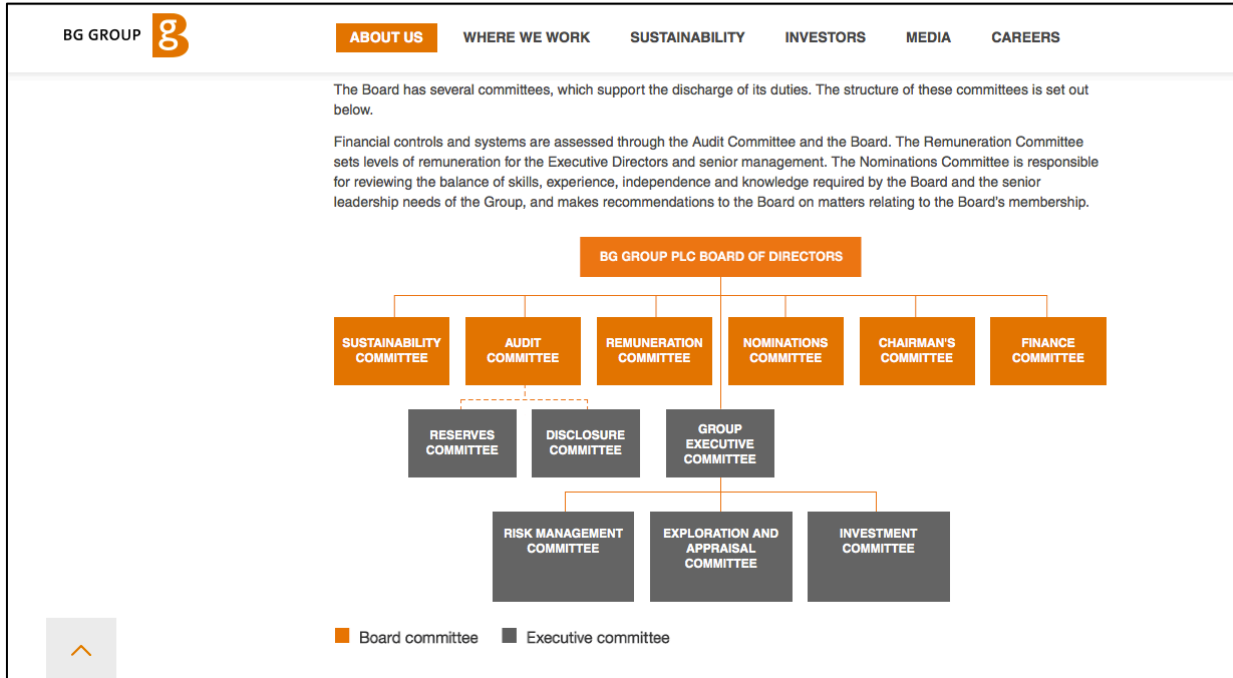 BG GROUP
g
ABOUT US WHERE WE WORK SUSTAINABILITY INVESTORS MEDIA CAREERS
The Board has several committees, which support the discharge of its duties. The structure of these committees is set out
below.
Financial controls and systems are assessed through the Audit Committee and the Board. The Remuneration Committee
sets levels of remuneration for the Executive Directors and senior management. The Nominations Committee is responsible
for reviewing the balance of skills, experience, independence and knowledge required by the Board and the senior
leadership needs of the Group, and makes recommendations to the Board on matters relating to the Board's membership.
BG GROUP PLC BOARD OF DIRECTORS
SUSTAINABILITY
COMMITTEE
AUDIT
COMMITTEE
REMUNERATION
COMMITTEE
NOMINATIONS
COMMITTEE
CHAIRMAN'S
COMMITTEE
FINANCE
COMMITTEE
RESERVES
COMMITTEE
DISCLOSURE
COMMITTEE
GROUP
EXECUTIVE
COMMITTEE
RISK MANAGEMENT
COMMITTEE
EXPLORATION AND
APPRAISAL
COMMITTEE
INVESTMENT
COMMITTEE
Board committee
Executive committee